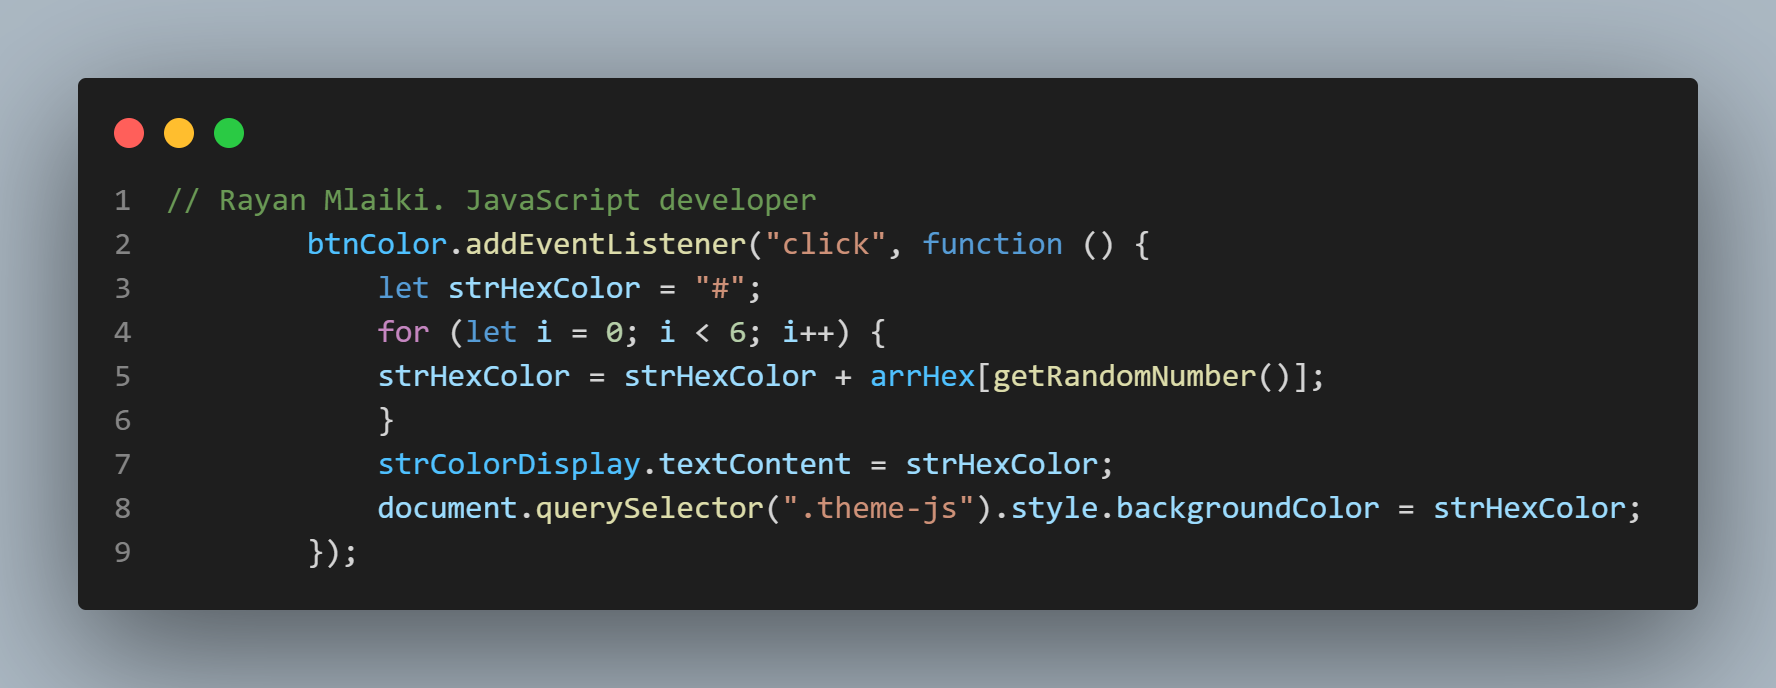 1 // Rayan Mlaiki. JavaScript developer
2 btnColor.addEventListener("click", function () {
3 let strHexColor = "#";
4 for (let i = 0; i < 6; i++) {
5 strHexColor = strHexColor + arrHex[getRandomNumber()];
6 }
7 strColorDisplay.textContent = strHexColor;
8 document.querySelector(".theme-js").style.backgroundColor = strHexColor;
9 });